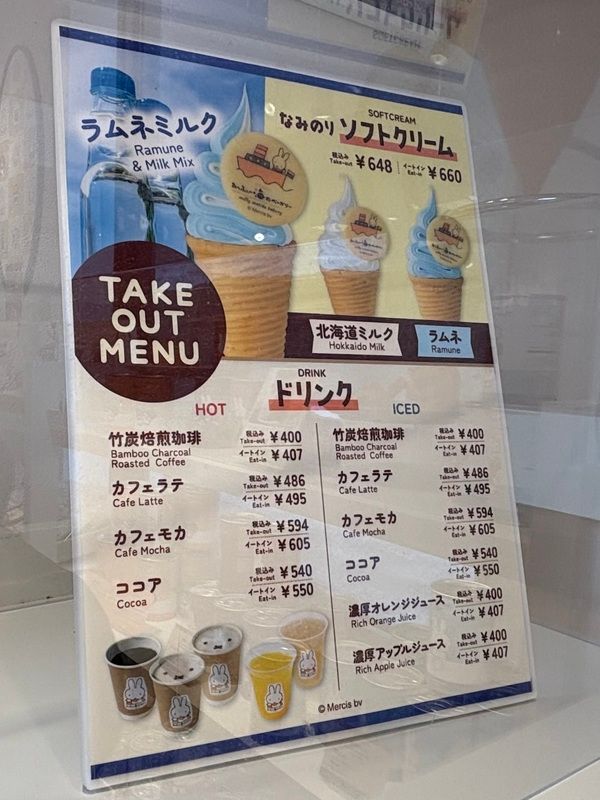 ラムネミルク
Ramune
& Milk Mix
SOFTCREAM
なみのり ソフトクリーム
税込み Take-out ¥648 イートイン Eat-in ¥660
TAKE
OUT
MENU
北海道ミルク
Hokkaido Milk
ラムネ
Ramune
DRINK
ドリンク
HOT
竹炭焙煎珈琲
Bamboo Charcoal
Roasted Coffee
税込み Take-out ¥400
イートイン Eat-in ¥407
カフェラテ
Cafe Latte
税込み Take-out ¥486
イートイン Eat-in ¥495
カフェモカ
Cafe Mocha
税込み Take-out ¥594
イートイン Eat-in ¥605
ココア
Cocoa
税込み Take-out ¥540
イートイン Eat-in ¥550
ICED
竹炭焙煎珈琲
Bamboo Charcoal
Roasted Coffee
税込み Take-out ¥400
イートイン Eat-in ¥407
カフェラテ
Cafe Latte
税込み Take-out ¥486
イートイン Eat-in ¥495
カフェモカ
Cafe Mocha
税込み Take-out ¥594
イートイン Eat-in ¥605
ココア
Cocoa
税込み Take-out ¥540
イートイン Eat-in ¥550
濃厚オレンジジュース
Rich Orange Juice
税込み Take-out ¥400
イートイン Eat-in ¥407
濃厚アップルジュース
Rich Apple Juice
税込み Take-out ¥400
イートイン Eat-in ¥407
© Mercis bv